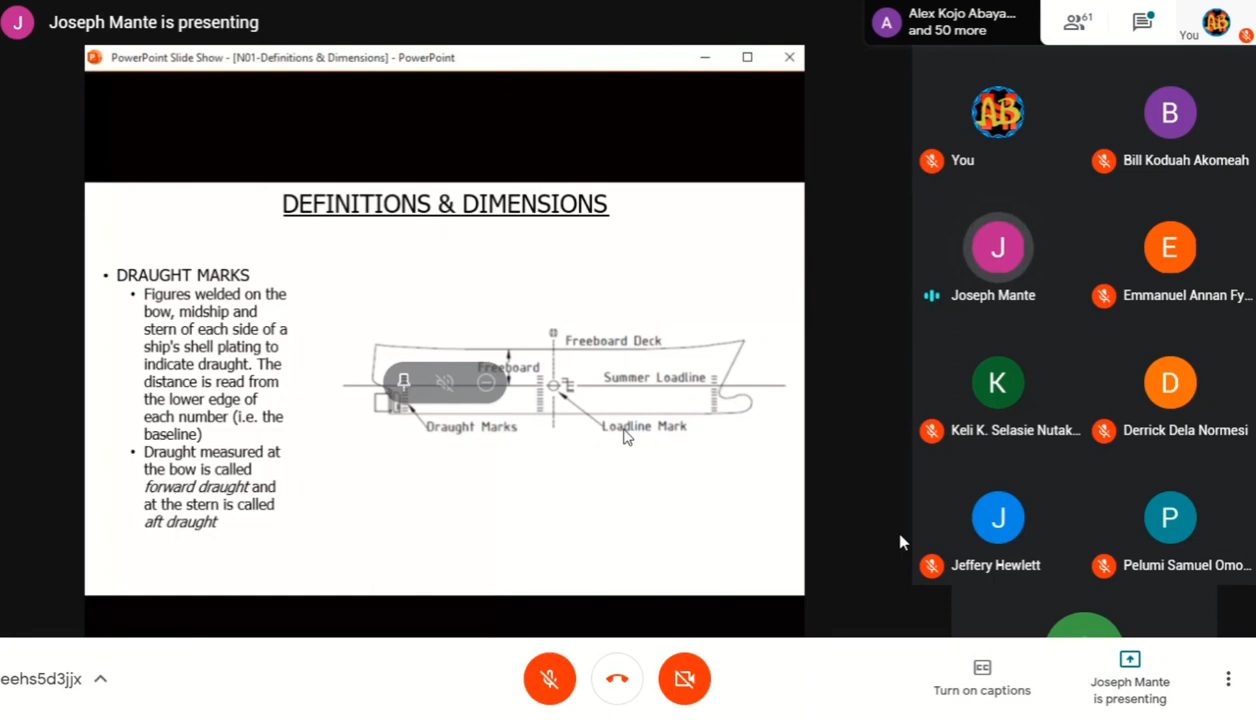 J
Joseph Mante is presenting
A
Alex Kojo Abaya...
and 50 more
61
You
PowerPoint Slide Show - [N01-Definitions & Dimensions] - PowerPoint
DEFINITIONS & DIMENSIONS
• DRAUGHT MARKS
• Figures welded on the
bow, midship and
stern of each side of a
ship's shell plating to
indicate draught. The
distance is read from
the lower edge of
each number (i.e. the
baseline)
• Draught measured at
the bow is called
forward draught and
at the stern is called
aft draught
Freeboard Deck
Freeboard
Summer Loadline
Draught Marks
Loadline Mark
AB
You
B
Bill Koduah Akomeah
J
Joseph Mante
E
Emmanuel Annan Fy...
K
Keli K. Selasie Nutak...
D
Derrick Dela Normesi
J
Jeffery Hewlett
P
Pelumi Samuel Omo...
eehs5d3jjx
CC
Turn on captions
Joseph Mante
is presenting